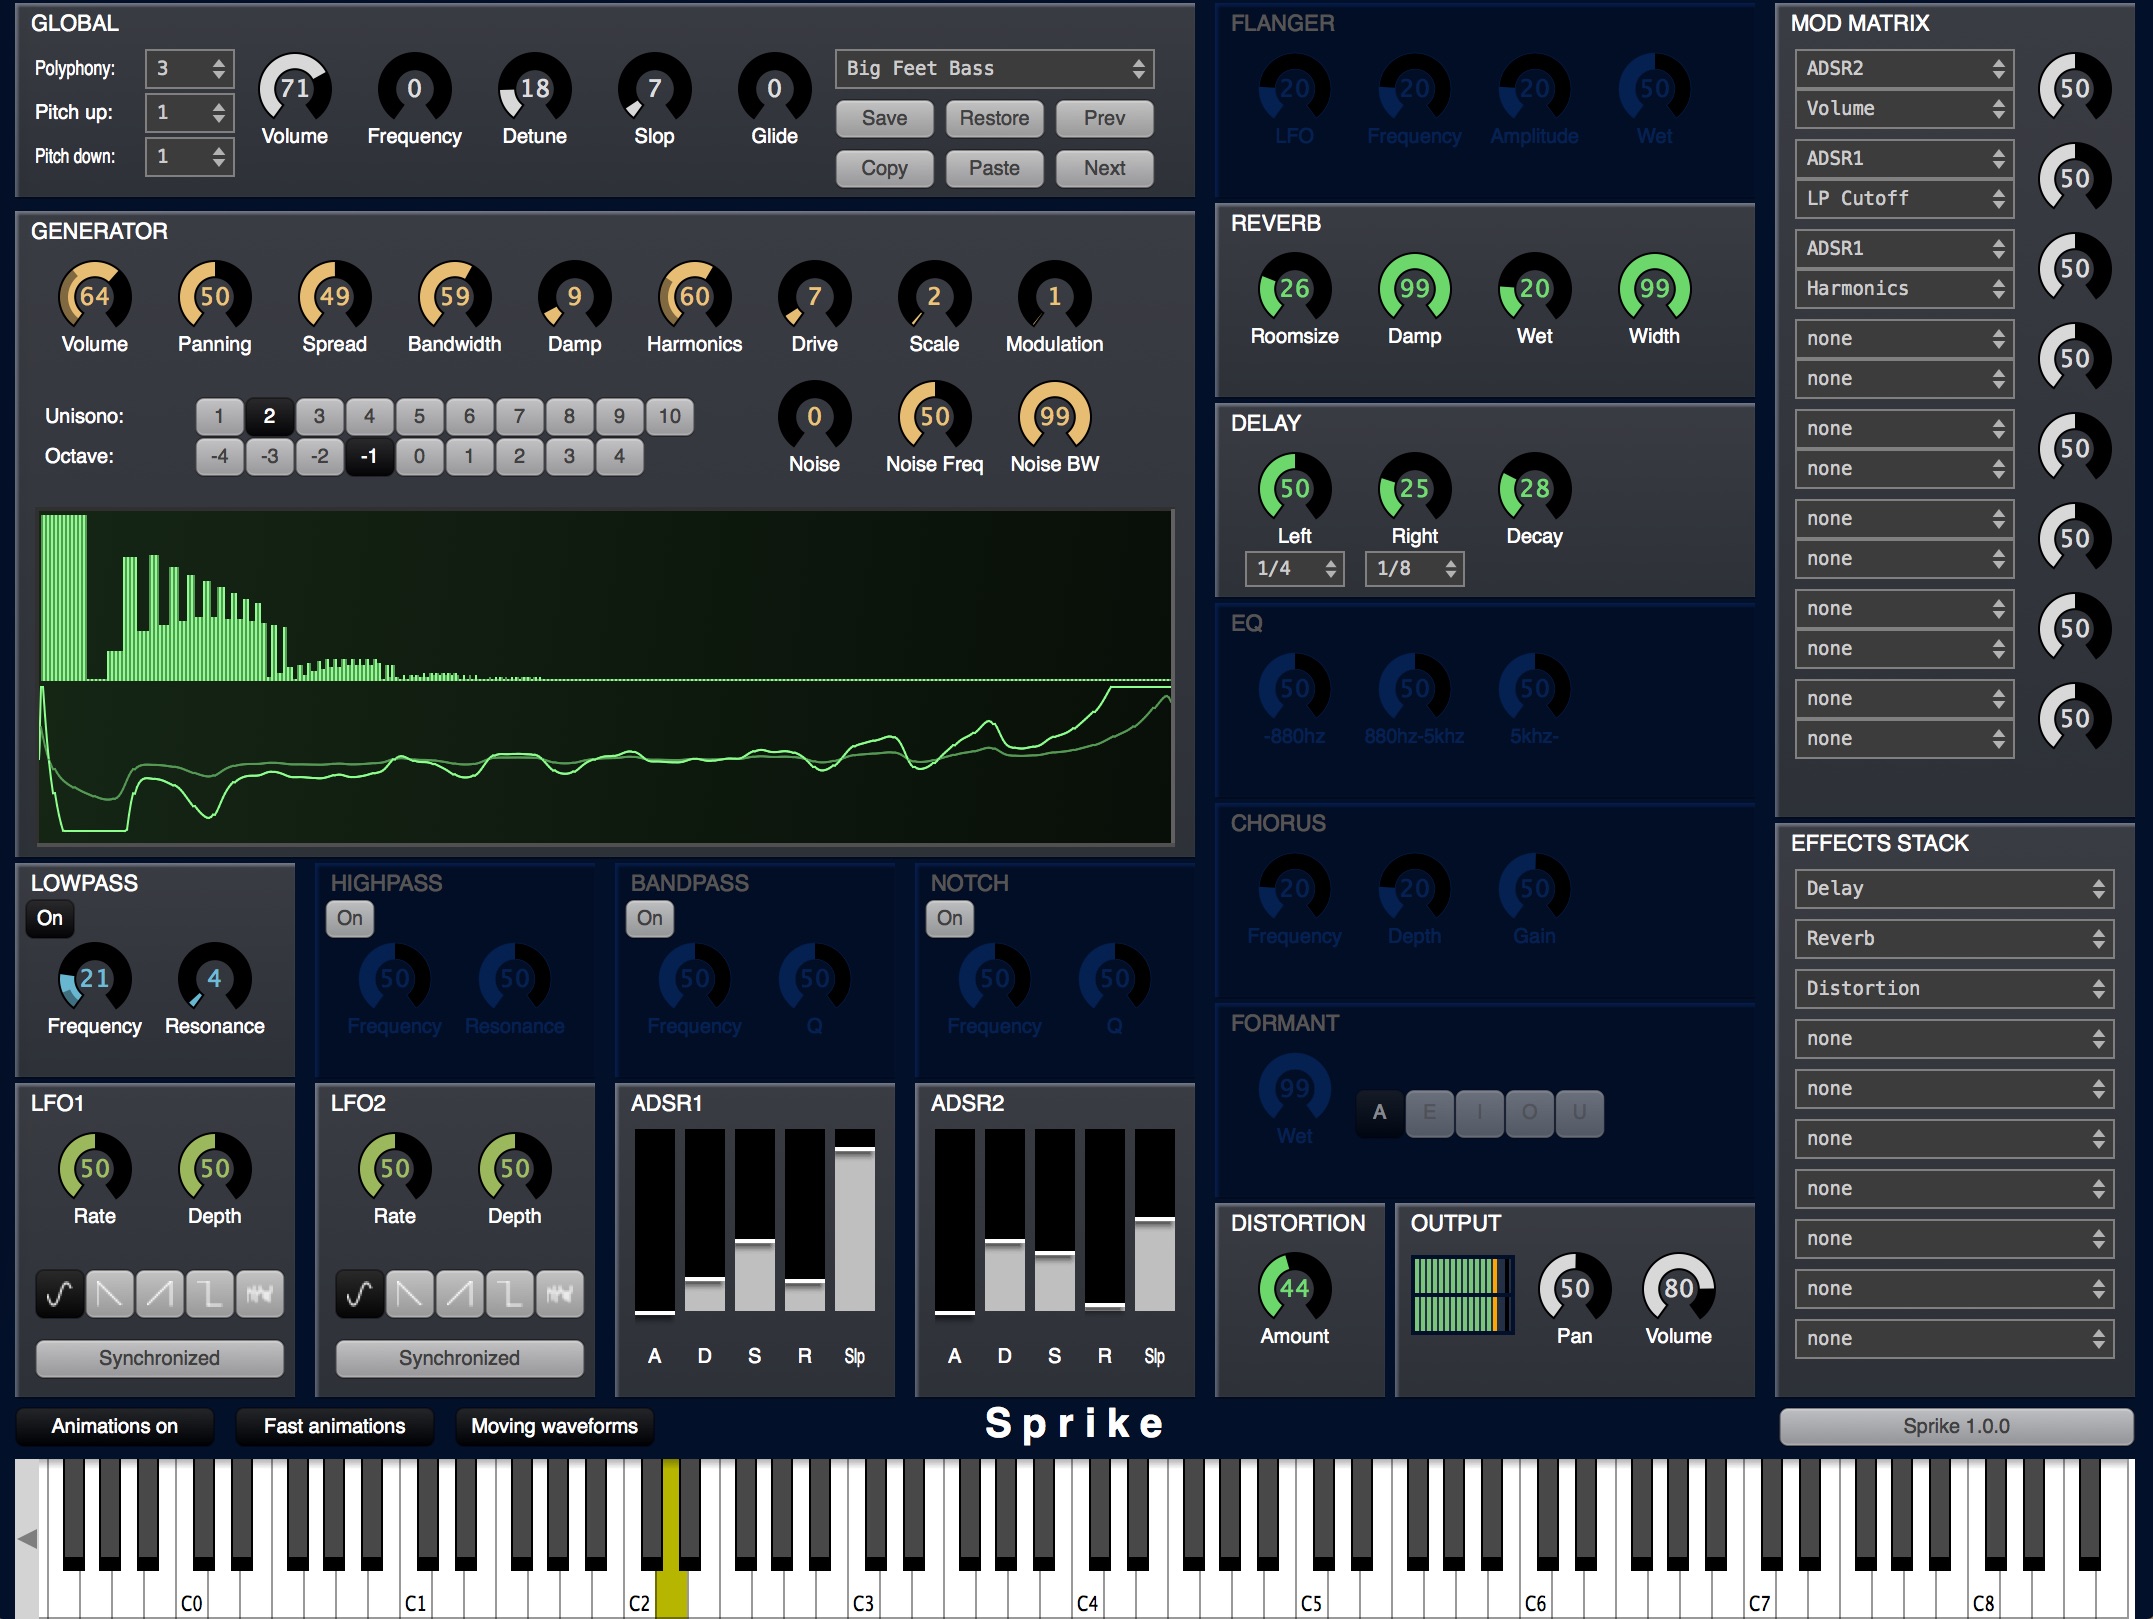 GLOBAL
Polyphony: 3
Pitch up: 1
Pitch down: 1
71 0 18 7 0
Volume Frequency Detune Slop Glide
Big Feet Bass
Save Restore Prev
Copy Paste Next
GENERATOR
64 50 49 59 9 60 7 2 1
Volume Panning Spread Bandwidth Damp Harmonics Drive Scale Modulation
Unisono: 1 2 3 4 5 6 7 8 9 10
Octave: -4 -3 -2 -1 0 1 2 3 4
0 50 99
Noise Noise Freq Noise BW
LOWPASS
On
21 4
Frequency Resonance
HIGHPASS
On
50 50
Frequency Resonance
BANDPASS
On
50 50
Frequency Q
NOTCH
On
50 50
Frequency Q
LFO1
50 50
Rate Depth
Synchronized
LFO2
50 50
Rate Depth
Synchronized
ADSR1
A D S R Slp
ADSR2
A D S R Slp
FLANGER
20 20 20 50
LFO Frequency Amplitude Wet
REVERB
26 99 20 99
Roomsize Damp Wet Width
DELAY
50 25 28
Left Right Decay
1/4 1/8
EQ
50 50 50
-880hz 880hz-5khz 5khz-
CHORUS
20 20 50
Frequency Depth Gain
FORMANT
99
Wet
A E I O U
DISTORTION
44
Amount
OUTPUT
50 80
Pan Volume
MOD MATRIX
ADSR2
Volume
50
ADSR1
LP Cutoff
50
ADSR1
Harmonics
50
none
none
50
none
none
50
none
none
50
none
none
50
none
none
50
EFFECTS STACK
Delay
Reverb
Distortion
none
none
none
none
none
none
none
Animations on Fast animations Moving waveforms
Sprike
Sprike 1.0.0
C0 C1 C2 C3 C4 C5 C6 C7 C8